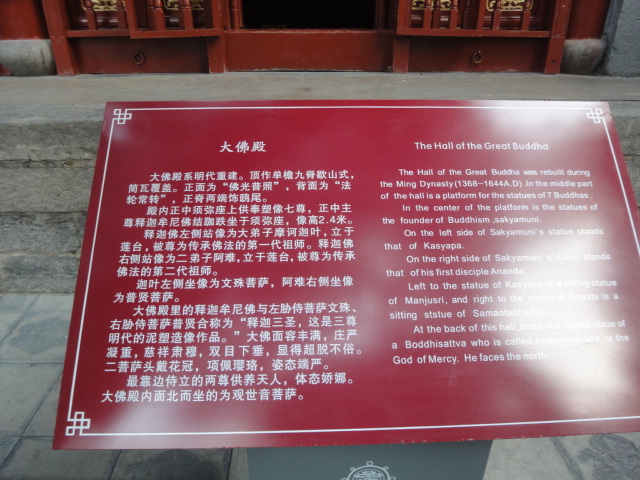 大佛殿
大佛殿系明代重建。顶作单檐九脊歇山式，
筒瓦覆盖。正面为“佛光普照”，背面为“法
轮常转”，正脊两端饰鸱尾。
殿内正中须弥座上供奉塑像七尊，正中主
尊释迦牟尼佛结跏趺坐于须弥座，像高2.4米。
释迦佛左侧站像为大弟子摩诃迦叶，立于
莲台，被尊为传承佛法的第一代祖师。释迦佛
右侧站像为二弟子阿难，立于莲台，被尊为传承
佛法的第二代祖师。
迦叶左侧坐像为文殊菩萨，阿难右侧坐像
为普贤菩萨。
大佛殿里的释迦牟尼佛与左胁侍菩萨文殊、
右胁侍菩萨普贤合称为“释迦三圣，这是三尊
明代的泥塑造像作品。”大佛面容丰满，庄严
凝重，慈祥肃穆，双目下垂，显得超脱不俗。
二菩萨头戴花冠，项佩璎珞，姿态端严。
最靠边侍立的两尊供养天人，体态娇娜。
大佛殿内面北而坐的为观世音菩萨。
The Hall of the Great Buddha
The Hall of the Great Buddha was rebuilt during
the Ming Dynasty(1368-1644A.D).In the middle part
of the hall is a platform for the statues of 7 Buddhas .
In the center of the platform is the statues of
the founder of Buddhism ,sakyamuni.
On the left side of Sakyamuni's statue stands
that of Kasyapa.
On the right side of Sakyamuni's statue stands
that of his first disciple Ananda.
Left to the statue of Kasyapa is a sitting statue
of Manjusri, and right to the statue of Ananda is a
sitting ststue of
At the back of this hall ,there is a sitting staue of
a Boddhisattva who is called or the
God of Mercy. He faces the north.